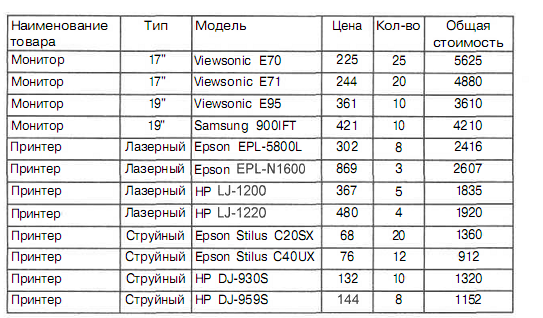 Наименование товара Тип Модель Цена Кол-во Общая стоимость
Монитор 17" Viewsonic E70 225 25 5625
Монитор 17" Viewsonic E71 244 20 4880
Монитор 19" Viewsonic E95 361 10 3610
Монитор 19" Samsung 900IFT 421 10 4210
Принтер Лазерный Epson EPL-5800L 302 8 2416
Принтер Лазерный Epson EPL-N1600 869 3 2607
Принтер Лазерный HP LJ-1200 367 5 1835
Принтер Лазерный HP LJ-1220 480 4 1920
Принтер Струйный Epson Stilus C20SX 68 20 1360
Принтер Струйный Epson Stilus C40UX 76 12 912
Принтер Струйный HP DJ-930S 132 10 1320
Принтер Струйный HP DJ-959S 144 8 1152